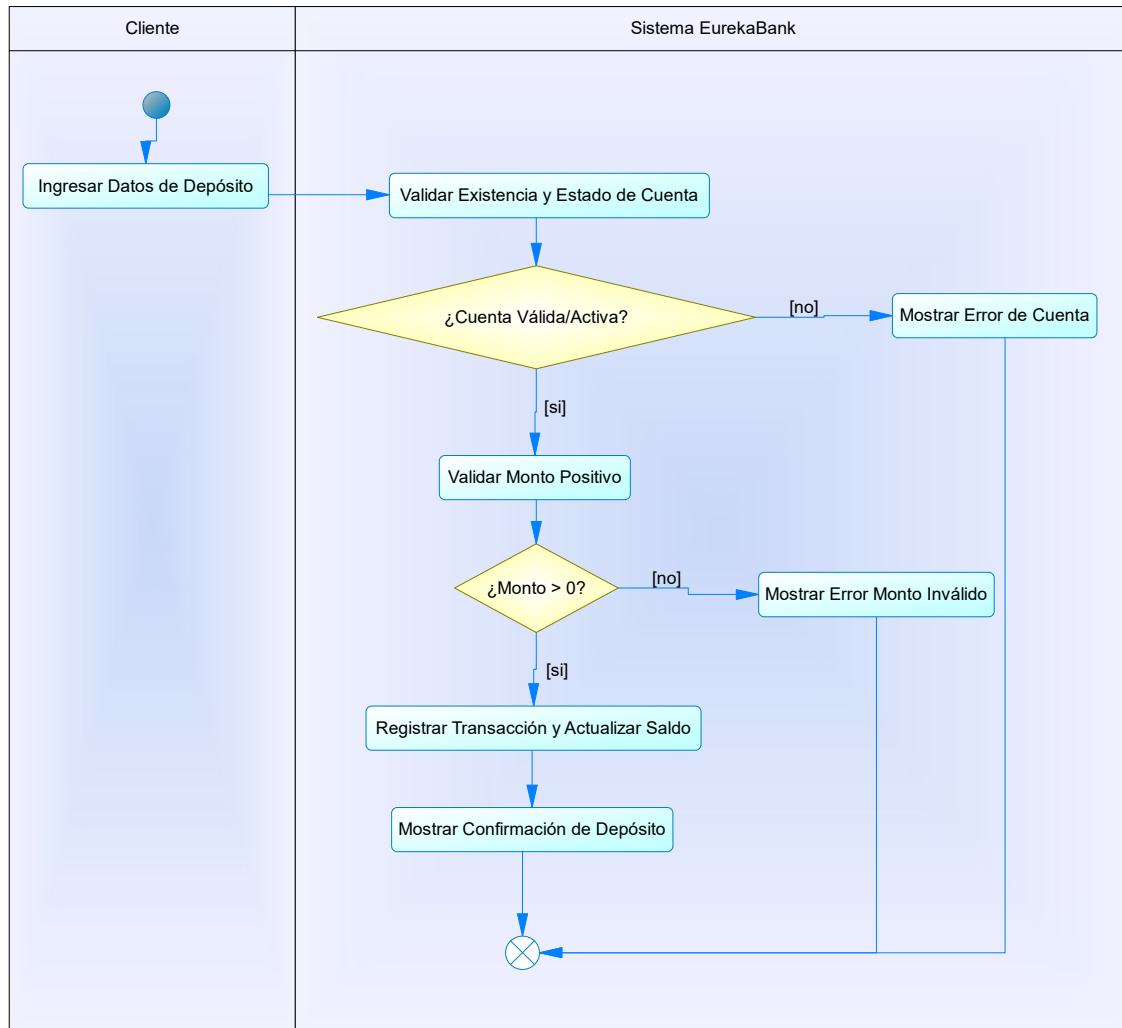 Cliente
Sistema EurekaBank
Ingresar Datos de Depósito
Validar Existencia y Estado de Cuenta
¿Cuenta Válida/Activa?
[no]
Mostrar Error de Cuenta
[si]
Validar Monto Positivo
¿Monto > 0?
[no]
Mostrar Error Monto Inválido
[si]
Registrar Transacción y Actualizar Saldo
Mostrar Confirmación de Depósito